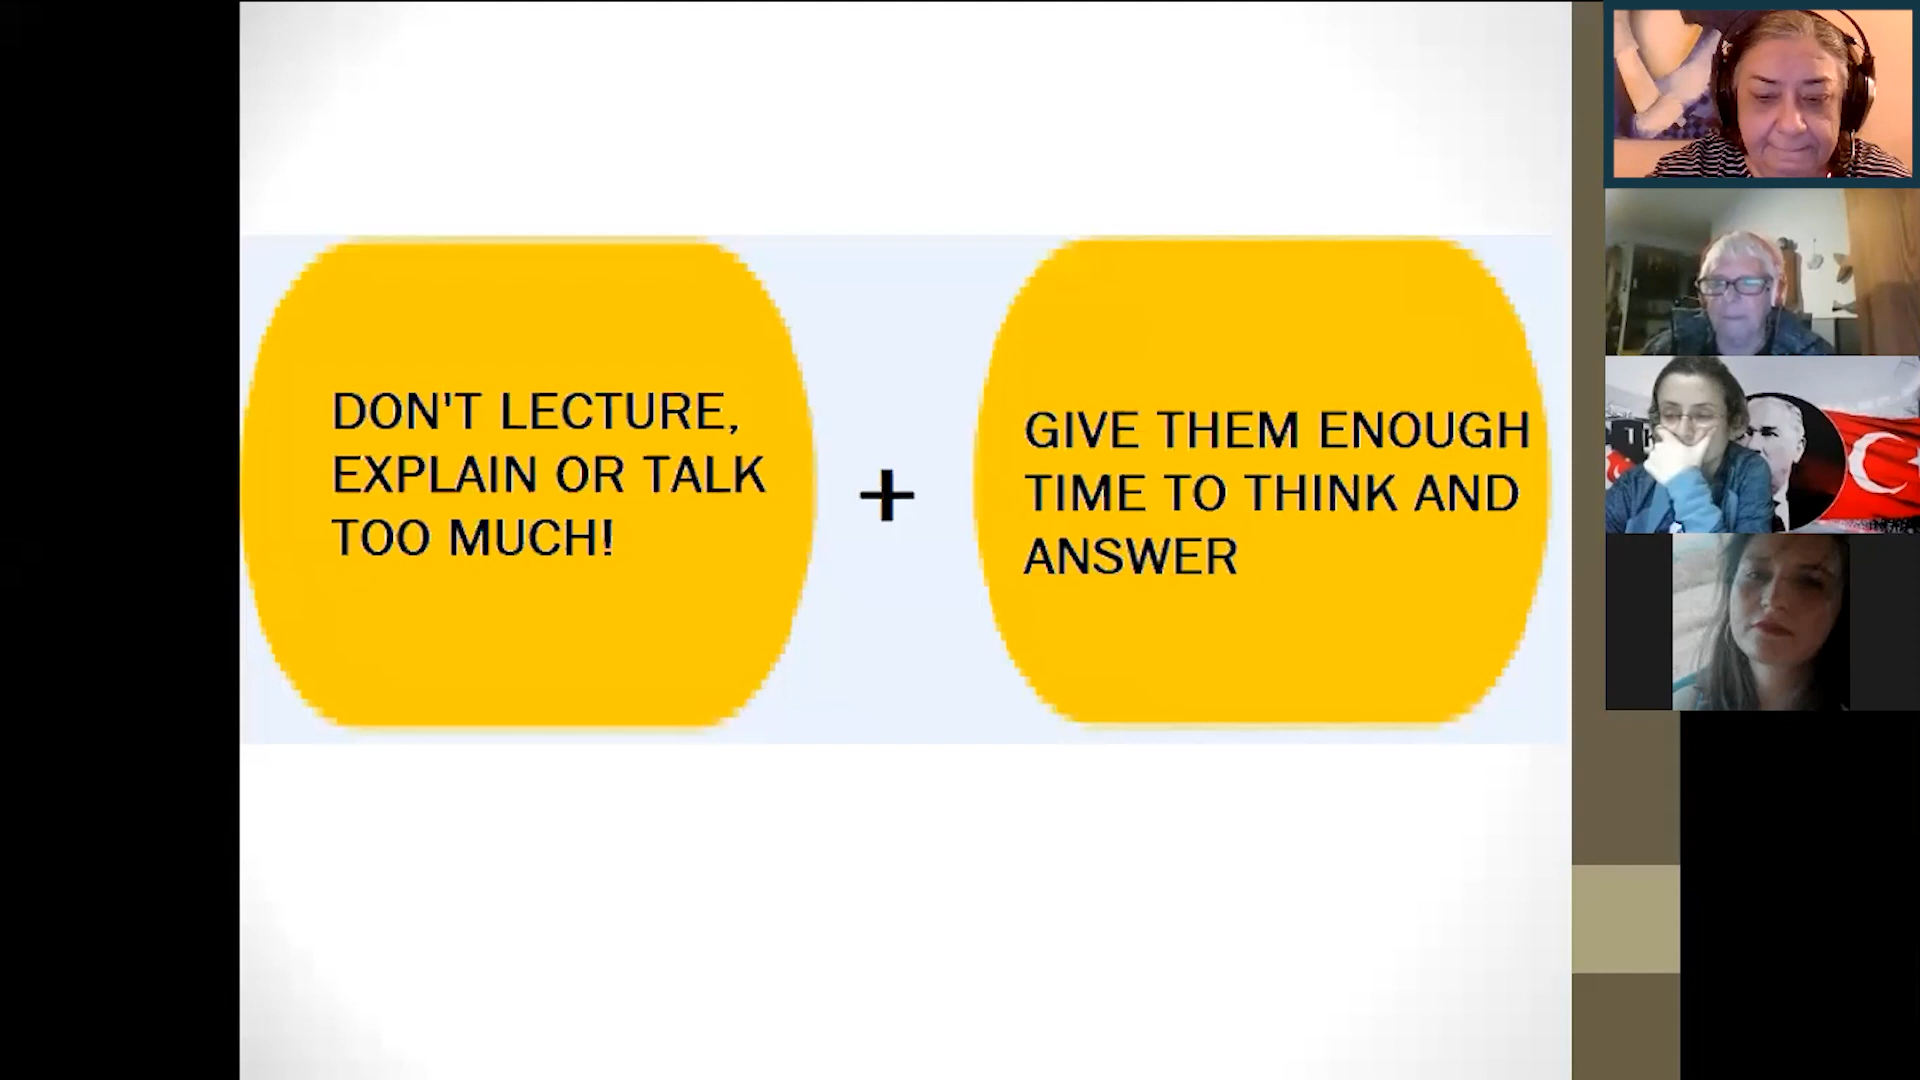 DON'T LECTURE,
EXPLAIN OR TALK
TOO MUCH!
+
GIVE THEM ENOUGH
TIME TO THINK AND
ANSWER